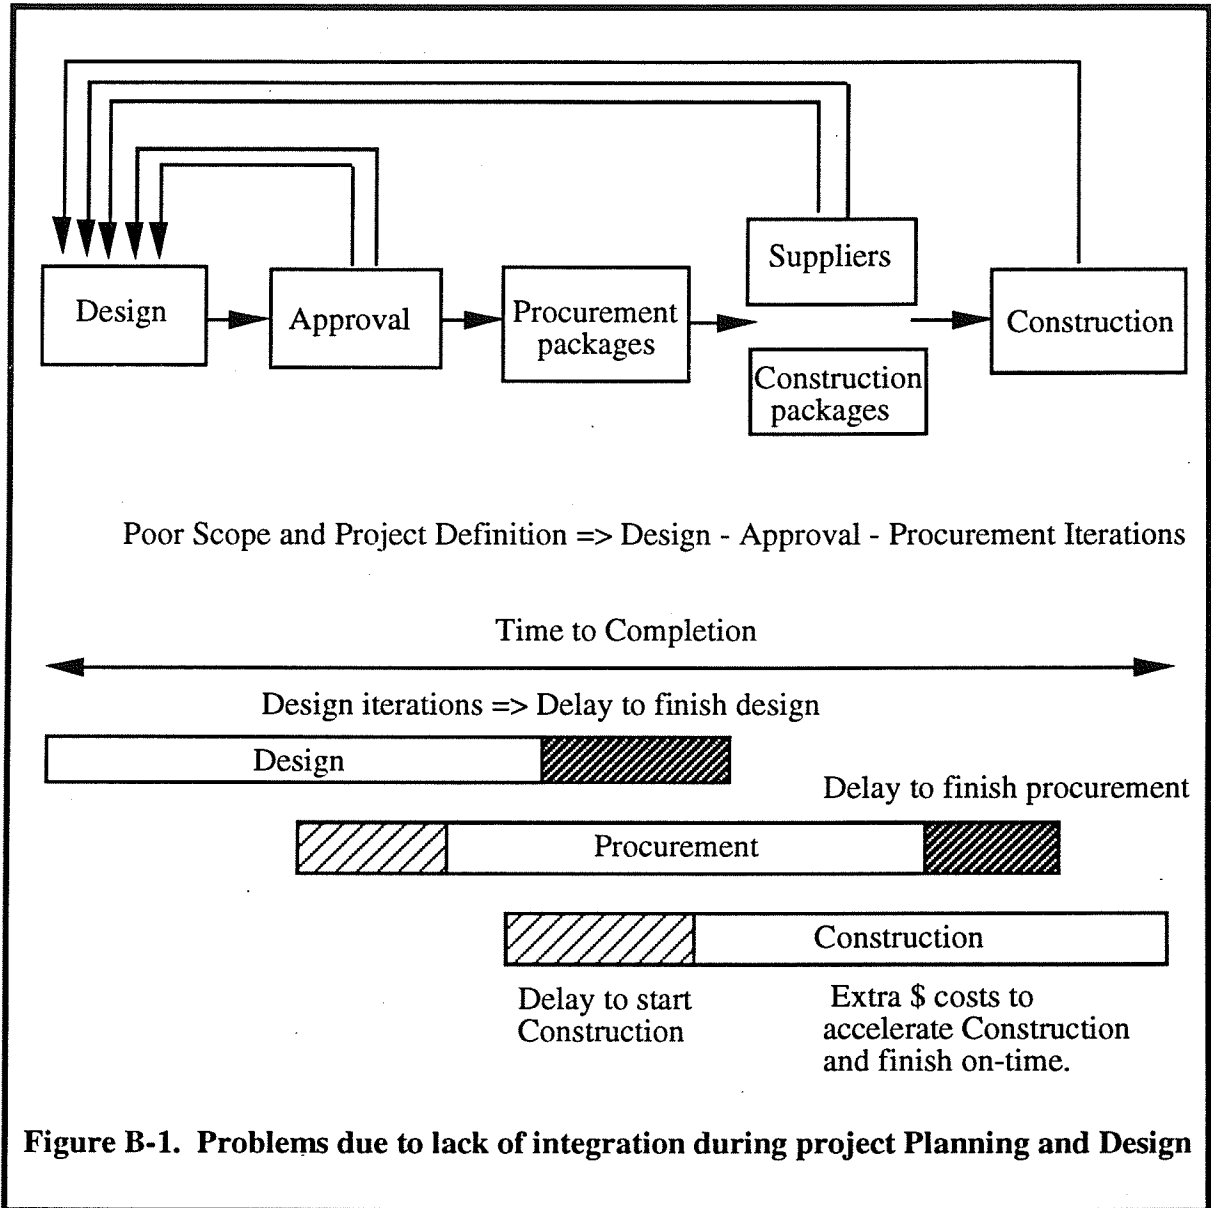 Design
Approval
Procurement
packages
Suppliers
Construction
packages
Construction
Poor Scope and Project Definition => Design - Approval - Procurement Iterations
Time to Completion
Design iterations => Delay to finish design
Design
Delay to finish procurement
Procurement
Construction
Delay to start
Construction
Extra $ costs to
accelerate Construction
and finish on-time.
Figure B-1. Problems due to lack of integration during project Planning and Design